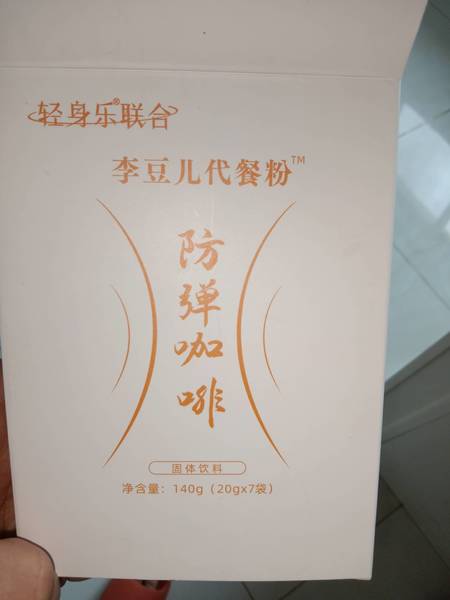 轻身乐®联合
李豆儿代餐粉™
防弹咖啡
固体饮料
净含量：140g（20gx7袋）